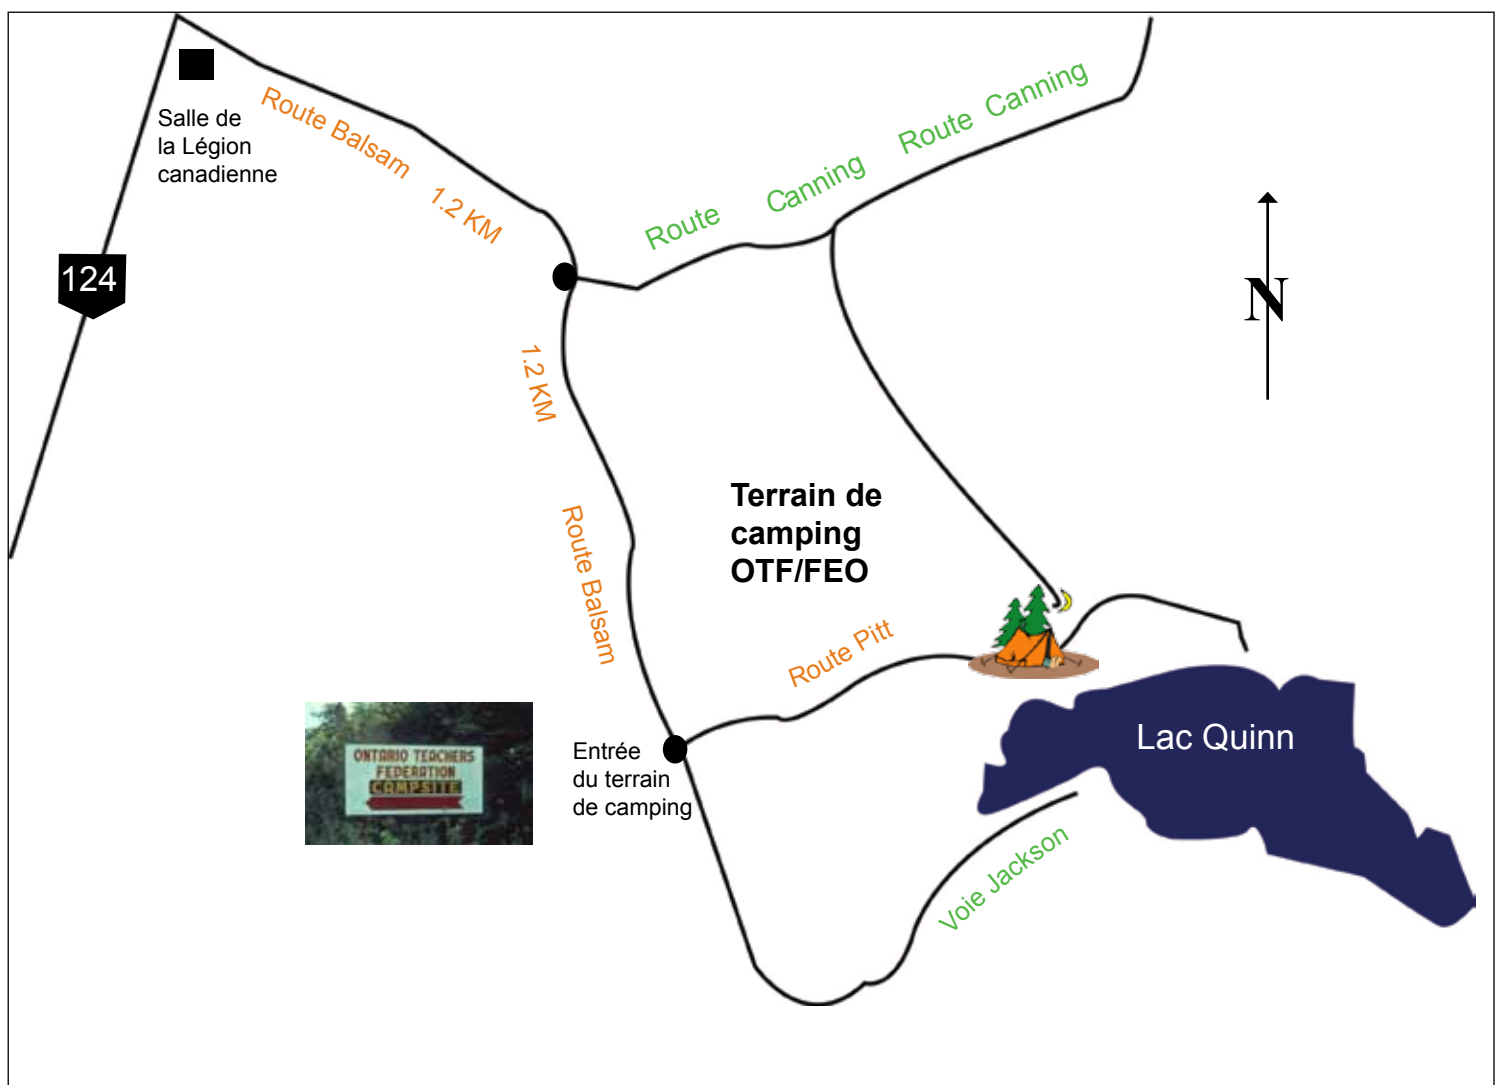 Salle de
la Légion
canadienne
124
Route Balsam 1.2 KM
Route Canning Route Canning
N
1.2 KM
Route Balsam
Terrain de
camping
OTF/FEO
Route Pitt
ONTARIO TEACHERS
FEDERATION
CAMPSITE
Entrée
du terrain
de camping
Lac Quinn
Voie Jackson